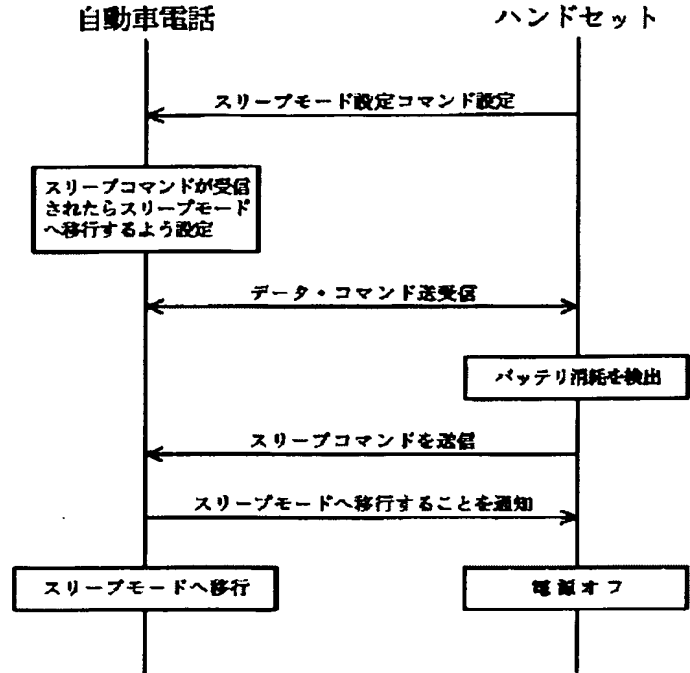 自動車電話
ハンドセット
スリープモード設定コマンド設定
スリープコマンドが受信
されたらスリープモード
へ移行するよう設定
データ・コマンド送受信
バッテリ消耗を検出
スリープコマンドを送信
スリープモードへ移行することを通知
スリープモードへ移行
電源オフ